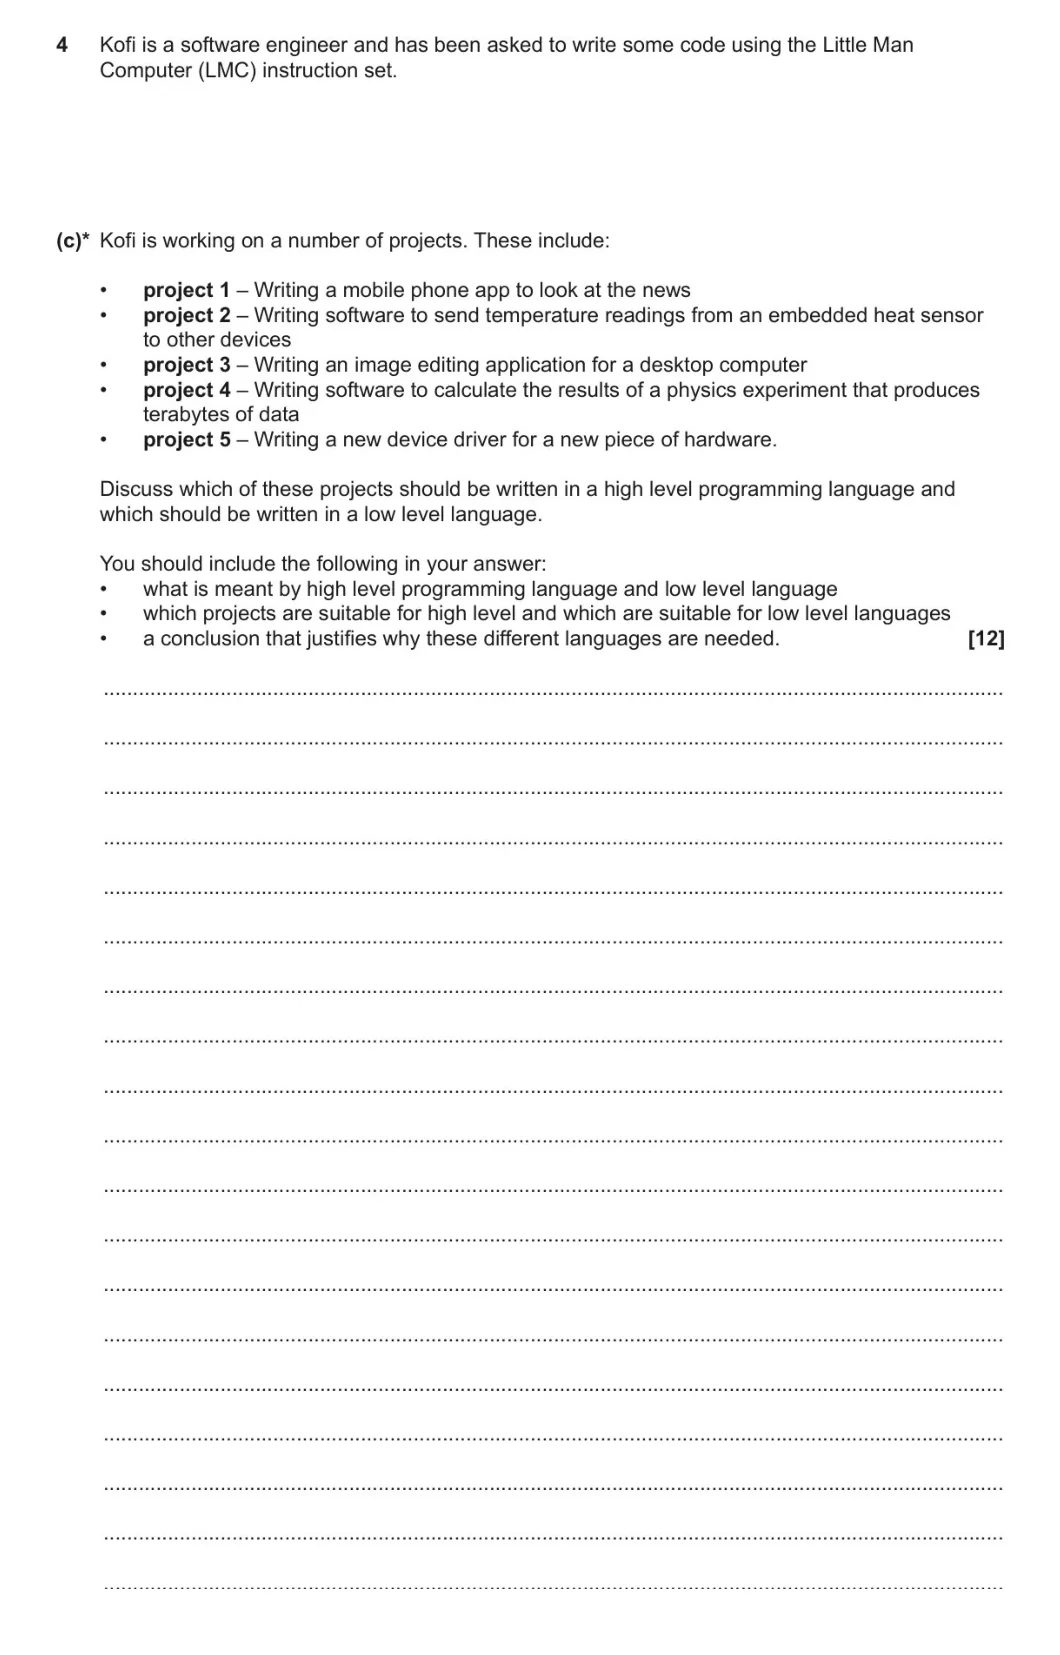 4 Kofi is a software engineer and has been asked to write some code using the Little Man
Computer (LMC) instruction set.
(c)* Kofi is working on a number of projects. These include:
• project 1 – Writing a mobile phone app to look at the news
• project 2 – Writing software to send temperature readings from an embedded heat sensor
to other devices
• project 3 – Writing an image editing application for a desktop computer
• project 4 – Writing software to calculate the results of a physics experiment that produces
terabytes of data
• project 5 – Writing a new device driver for a new piece of hardware.
Discuss which of these projects should be written in a high level programming language and
which should be written in a low level language.
You should include the following in your answer:
• what is meant by high level programming language and low level language
• which projects are suitable for high level and which are suitable for low level languages
• a conclusion that justifies why these different languages are needed. [12]